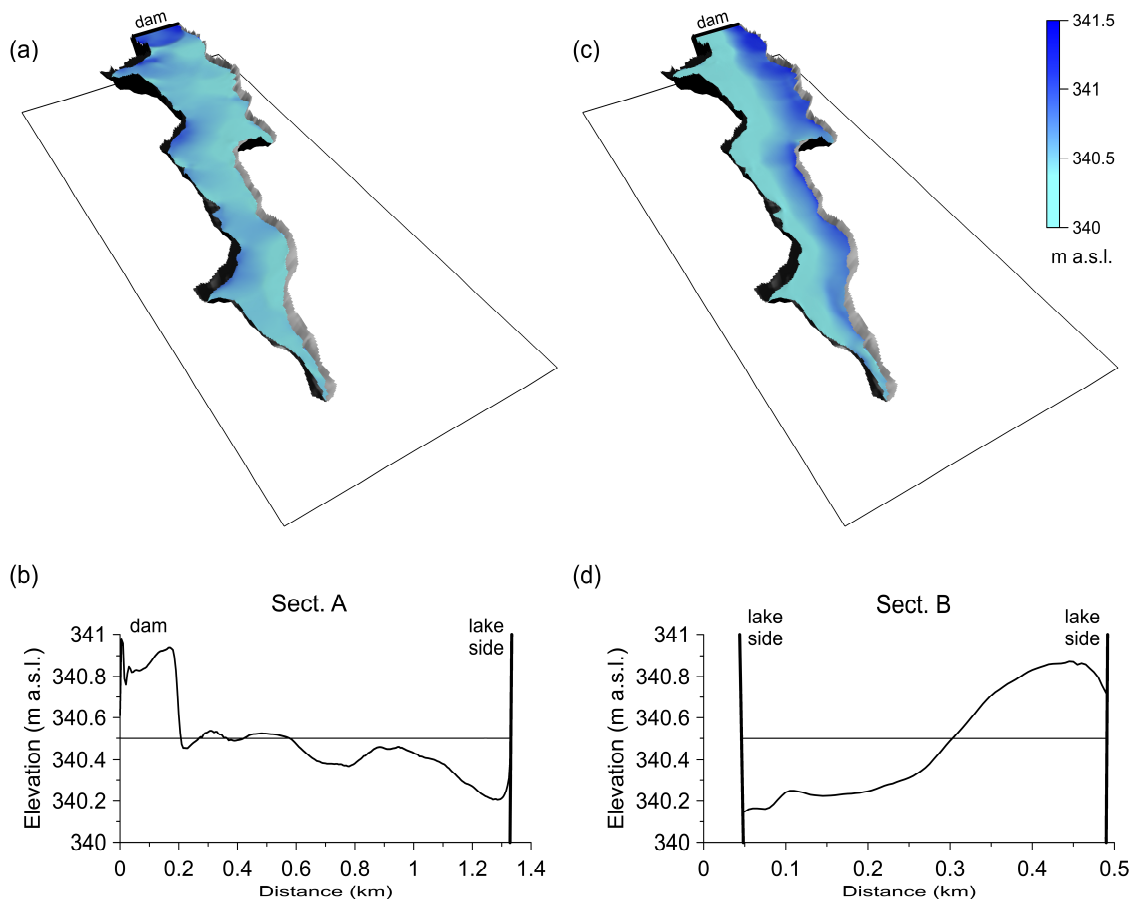 (a)
dam
(c)
dam
341.5
341
340.5
340
m a.s.l.
(b)
Sect. A
dam
lake
side
Elevation (m a.s.l.)
341
340.8
340.6
340.4
340.2
340
0
0.2
0.4
0.6
0.8
1
1.2
1.4
Distance (km)
(d)
Sect. B
lake
side
lake
side
Elevation (m a.s.l.)
341
340.8
340.6
340.4
340.2
340
0
0.1
0.2
0.3
0.4
0.5
Distance (km)